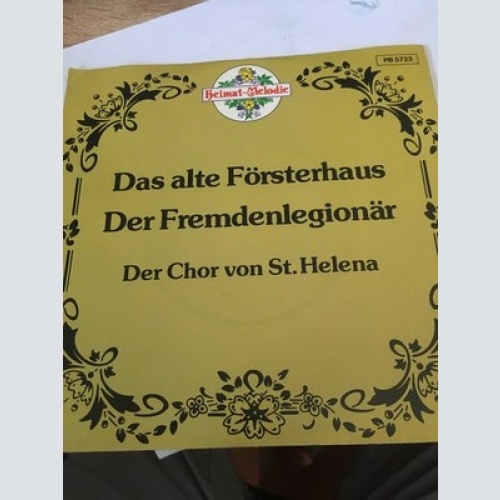 PB 5723
Heimat-Melodie
Das alte Försterhaus
Der Fremdenlegionär
Der Chor von St. Helena